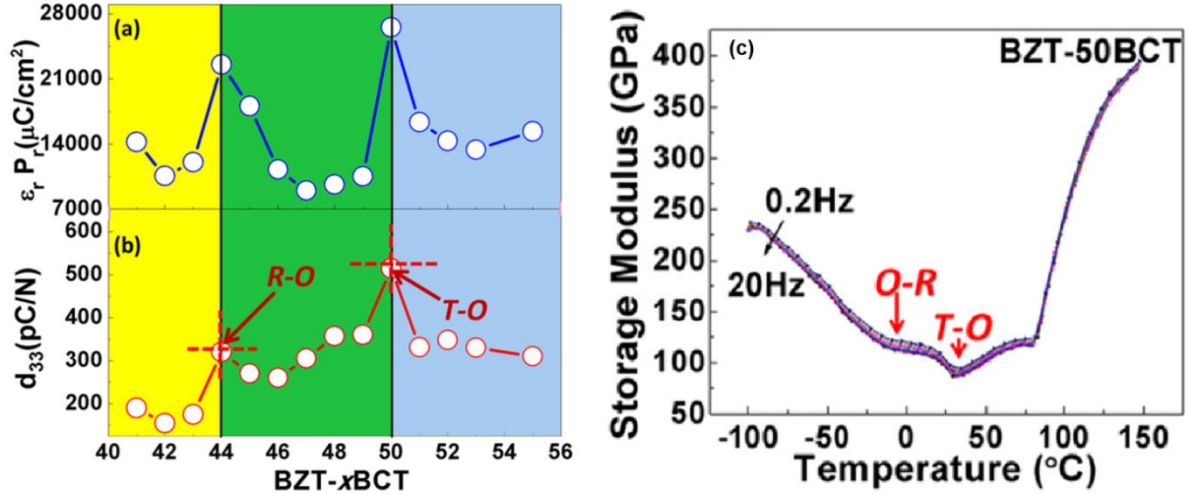 (a)
28000
21000
14000
7000
εr Pr(μC/cm²)
(b)
600
500
400
300
200
d33(pC/N)
R-O
T-O
40 42 44 46 48 50 52 54 56
BZT-xBCT
(c)
BZT-50BCT
400
350
300
250
200
150
100
50
Storage Modulus (GPa)
0.2Hz
20Hz
O-R
T-O
-100 -50 0 50 100 150
Temperature (°C)